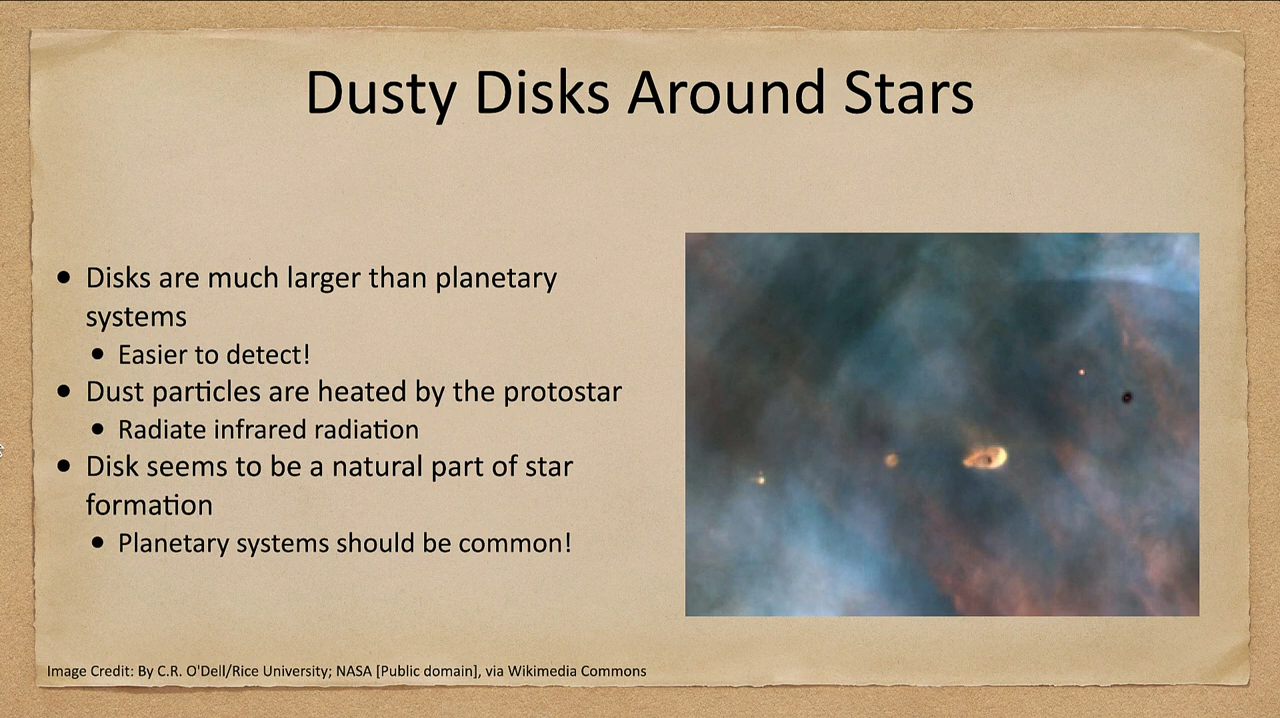 Dusty Disks Around Stars
• Disks are much larger than planetary
systems
• Easier to detect!
• Dust particles are heated by the protostar
• Radiate infrared radiation
• Disk seems to be a natural part of star
formation
• Planetary systems should be common!
Image Credit: By C.R. O'Dell/Rice University; NASA [Public domain], via Wikimedia Commons